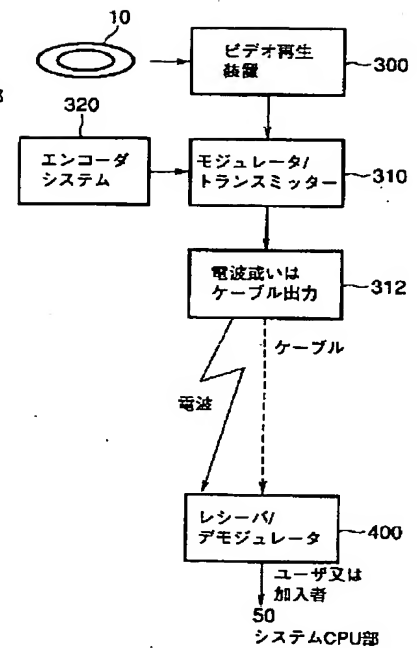 10
ビデオ再生
装置
300
部
320
エンコーダ
システム
モジュレータ/
トランスミッター
310
電波或いは
ケーブル出力
312
ケーブル
電波
レシーバ/
デモジュレータ
400
ユーザ又は
加入者
50
システムCPU部